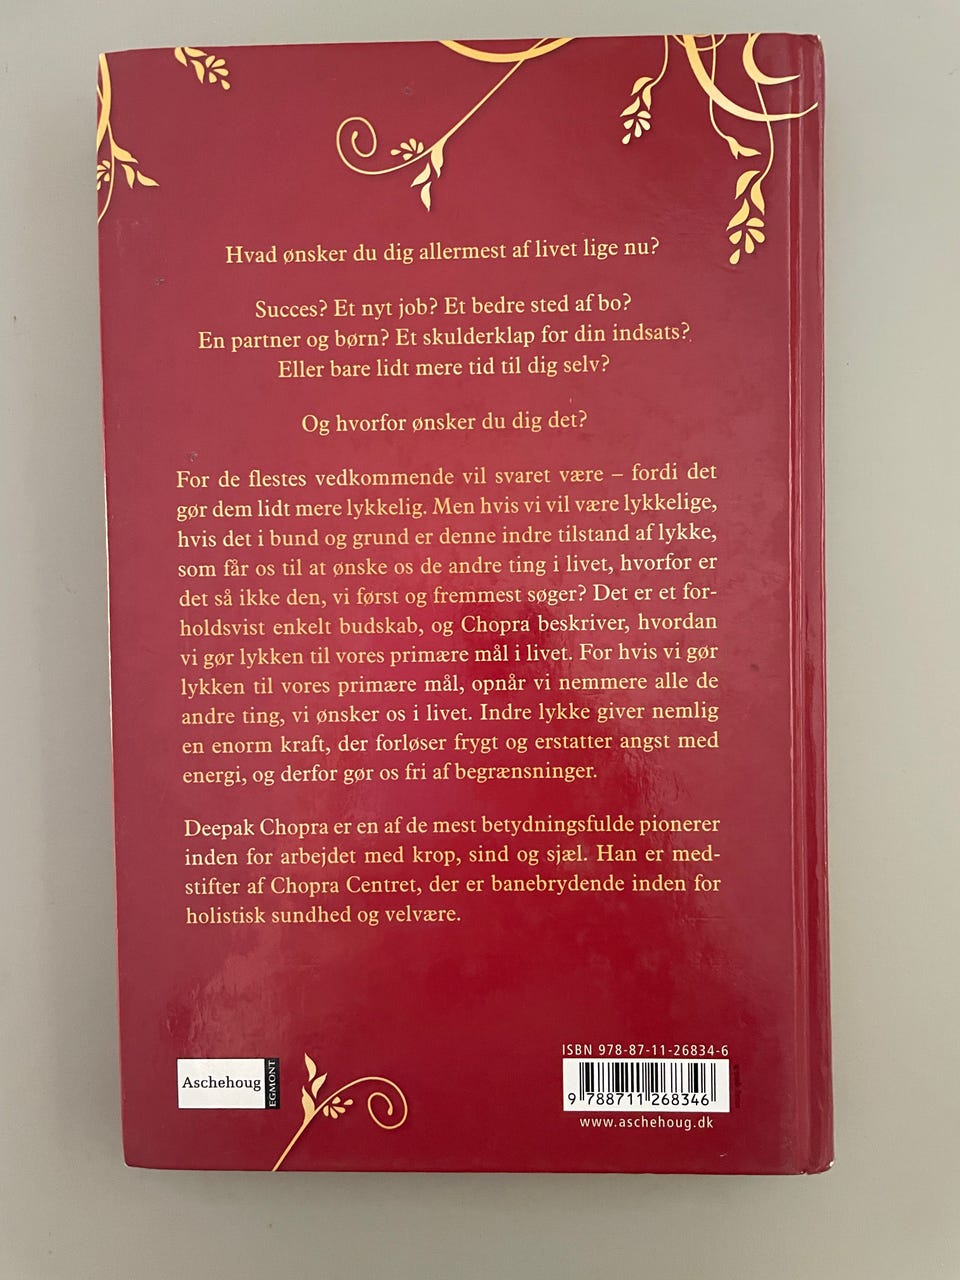 Hvad ønsker du dig allermest af livet lige nu?
Succes? Et nyt job? Et bedre sted af bo?
En partner og børn? Et skulderklap for din indsats?
Eller bare lidt mere tid til dig selv?
Og hvorfor ønsker du dig det?
For de flestes vedkommende vil svaret være – fordi det
gør dem lidt mere lykkelig. Men hvis vi vil være lykkelige,
hvis det i bund og grund er denne indre tilstand af lykke,
som får os til at ønske os de andre ting i livet, hvorfor er
det så ikke den, vi først og fremmest søger? Det er et for-
holdsvist enkelt budskab, og Chopra beskriver, hvordan
vi gør lykken til vores primære mål i livet. For hvis vi gør
lykken til vores primære mål, opnår vi nemmere alle de
andre ting, vi ønsker os i livet. Indre lykke giver nemlig
en enorm kraft, der forløser frygt og erstatter angst med
energi, og derfor gør os fri af begrænsninger.
Deepak Chopra er en af de mest betydningsfulde pionerer
inden for arbejdet med krop, sind og sjæl. Han er med-
stifter af Chopra Centret, der er banebrydende inden for
holistisk sundhed og velvære.
Aschehoug
EGMONT
ISBN 978-87-11-26834-6
9 788711 268346
www.aschehoug.dk